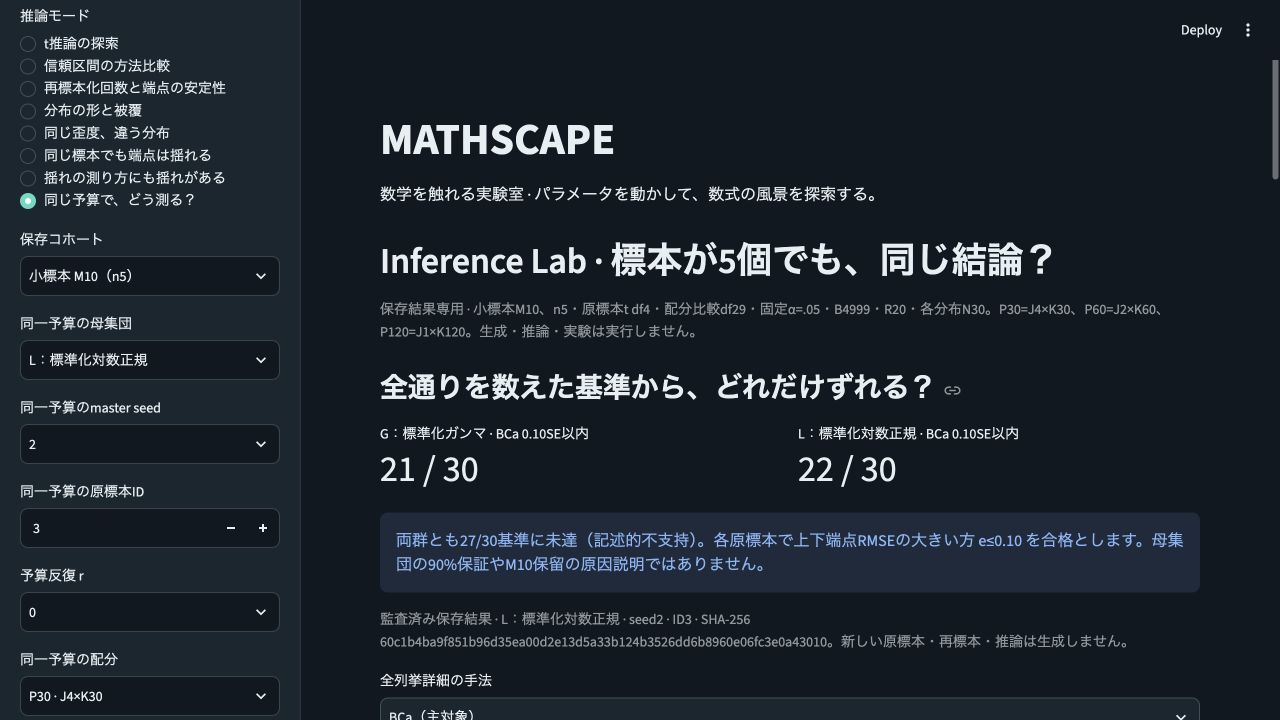 推論モード
t推論の探索
信頼区間の方法比較
再標本化回数と端点の安定性
分布の形と被覆
同じ歪度、違う分布
同じ標本でも端点は揺れる
揺れの測り方にも揺れがある
同じ予算で、どう測る？
保存コホート
小標本 M10（n5）
同一予算の母集団
L：標準化対数正規
同一予算のmaster seed
2
同一予算の原標本ID
3
予算反復 r
0
同一予算の配分
P30 · J4×K30
Deploy
MATHSCAPE
数学を触れる実験室 · パラメータを動かして、数式の風景を探索する。
Inference Lab · 標本が5個でも、同じ結論？
保存結果専用 · 小標本M10、n5・原標本t df4・配分比較df29・固定α=.05・B4999・R20・各分布N30。P30=J4×K30、P60=J2×K60、
P120=J1×K120。生成・推論・実験は実行しません。
全通りを数えた基準から、どれだけずれる？
G：標準化ガンマ · BCa 0.10SE以内
21 / 30
L：標準化対数正規 · BCa 0.10SE以内
22 / 30
両群とも27/30基準に未達（記述的不支持）。各原標本で上下端点RMSEの大きい方 e≤0.10 を合格とします。母集
団の90%保証やM10保留の原因説明ではありません。
監査済み保存結果 · L：標準化対数正規 · seed2 · ID3 · SHA-256
60c1b4ba9f851b96d35ea00d2e13d5a33b124b3526dd6b8960e06fc3e0a43010。新しい原標本・再標本・推論は生成しません。
全列挙詳細の手法
BCa（主対象）